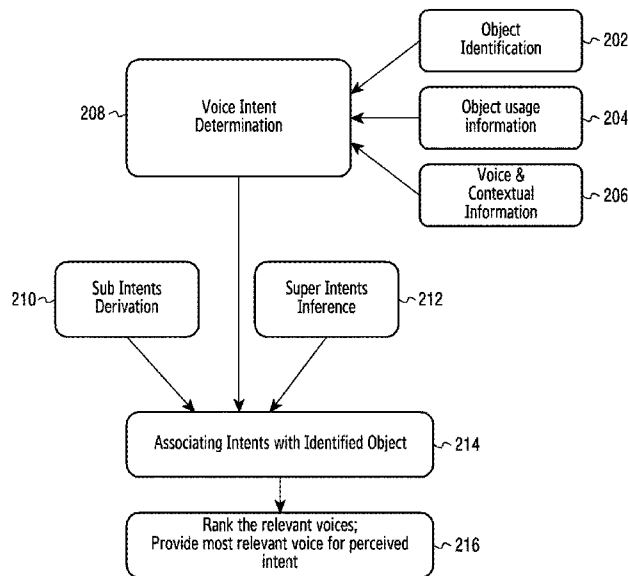 Object
Identification
202
208
Voice Intent
Determination
Object usage
information
204
Voice &
Contextual
Information
206
210
Sub Intents
Derivation
Super Intents
Inference
212
Associating Intents with Identified Object
214
Rank the relevant voices;
Provide most relevant voice for perceived
intent
216